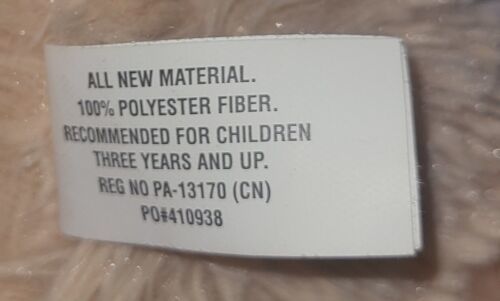 ALL NEW MATERIAL.
100% POLYESTER FIBER.
RECOMMENDED FOR CHILDREN
THREE YEARS AND UP.
REG NO PA-13170 (CN)
PO#410938